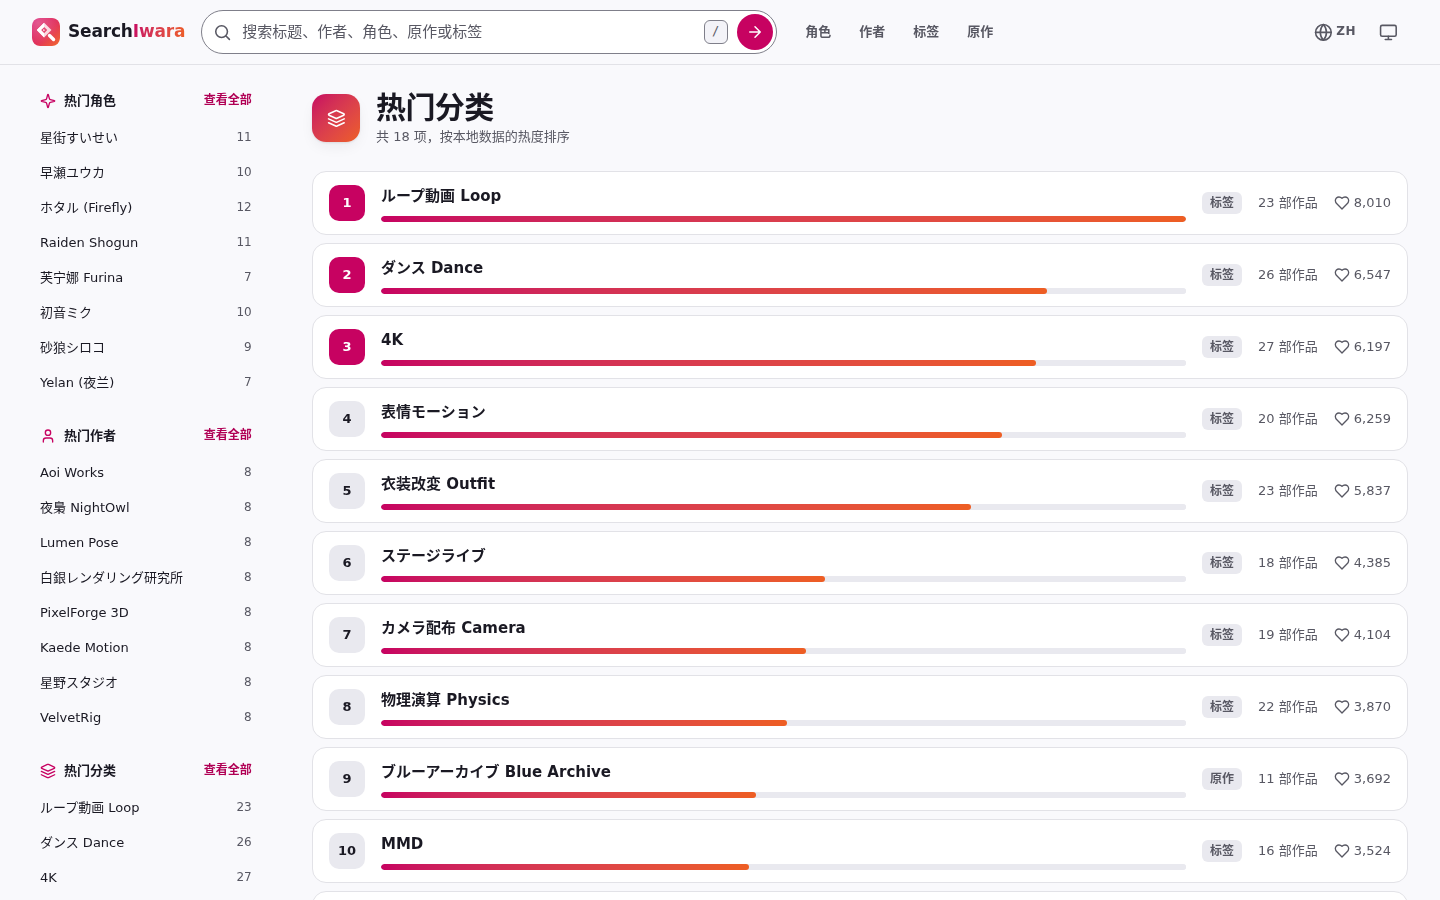 SearchIwara
搜索标题、作者、角色、原作或标签
/
角色 作者 标签 原作
ZH
热门角色 查看全部
星街すいせい 11
早瀬ユウカ 10
ホタル (Firefly) 12
Raiden Shogun 11
芙宁娜 Furina 7
初音ミク 10
砂狼シロコ 9
Yelan (夜兰) 7
热门作者 查看全部
Aoi Works 8
夜梟 NightOwl 8
Lumen Pose 8
白銀レンダリング研究所 8
PixelForge 3D 8
Kaede Motion 8
星野スタジオ 8
VelvetRig 8
热门分类 查看全部
ループ動画 Loop 23
ダンス Dance 26
4K 27
热门分类
共 18 项，按本地数据的热度排序
1 ループ動画 Loop 标签 23 部作品 8,010
2 ダンス Dance 标签 26 部作品 6,547
3 4K 标签 27 部作品 6,197
4 表情モーション 标签 20 部作品 6,259
5 衣装改変 Outfit 标签 23 部作品 5,837
6 ステージライブ 标签 18 部作品 4,385
7 カメラ配布 Camera 标签 19 部作品 4,104
8 物理演算 Physics 标签 22 部作品 3,870
9 ブルーアーカイブ Blue Archive 原作 11 部作品 3,692
10 MMD 标签 16 部作品 3,524